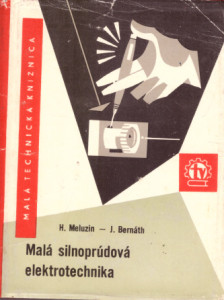 MALÁ TECHNICKÁ KNIŽNICA
H. Meluzin — J. Bernáth
Malá silnoprúdová
elektrotechnika